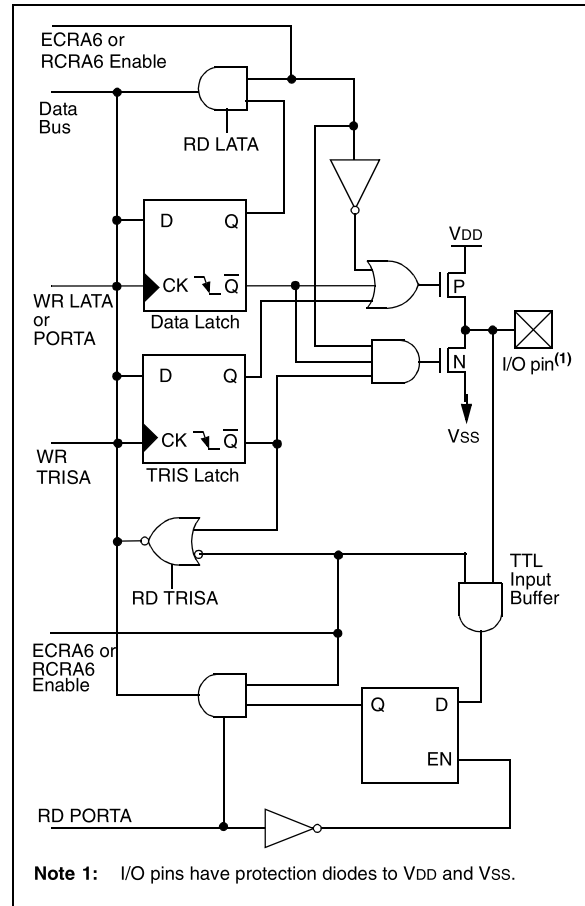 ECRA6 or
RCRA6 Enable
Data
Bus
RD LATA
VDD
D Q
P
WR LATA
or
PORTA
CK Q
Data Latch
I/O pin(1)
N
D Q
WR
TRISA
CK Q
TRIS Latch
VSS
RD TRISA
TTL
Input
Buffer
ECRA6 or
RCRA6
Enable
Q D
EN
RD PORTA
Note 1: I/O pins have protection diodes to VDD and VSS.